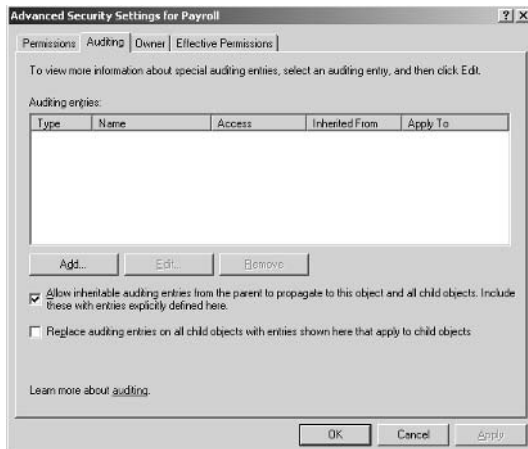 Advanced Security Settings for Payroll
Permissions Auditing Owner Effective Permissions
To view more information about special auditing entries, select an auditing entry, and then click Edit.
Auditing entries:
Type Name Access Inherited From Apply To
Add... Edit... Remove
Allow inheritable auditing entries from the parent to propagate to this object and all child objects. Include
these with entries explicitly defined here.
Replace auditing entries on all child objects with entries shown here that apply to child objects
Learn more about auditing.
OK Cancel Apply